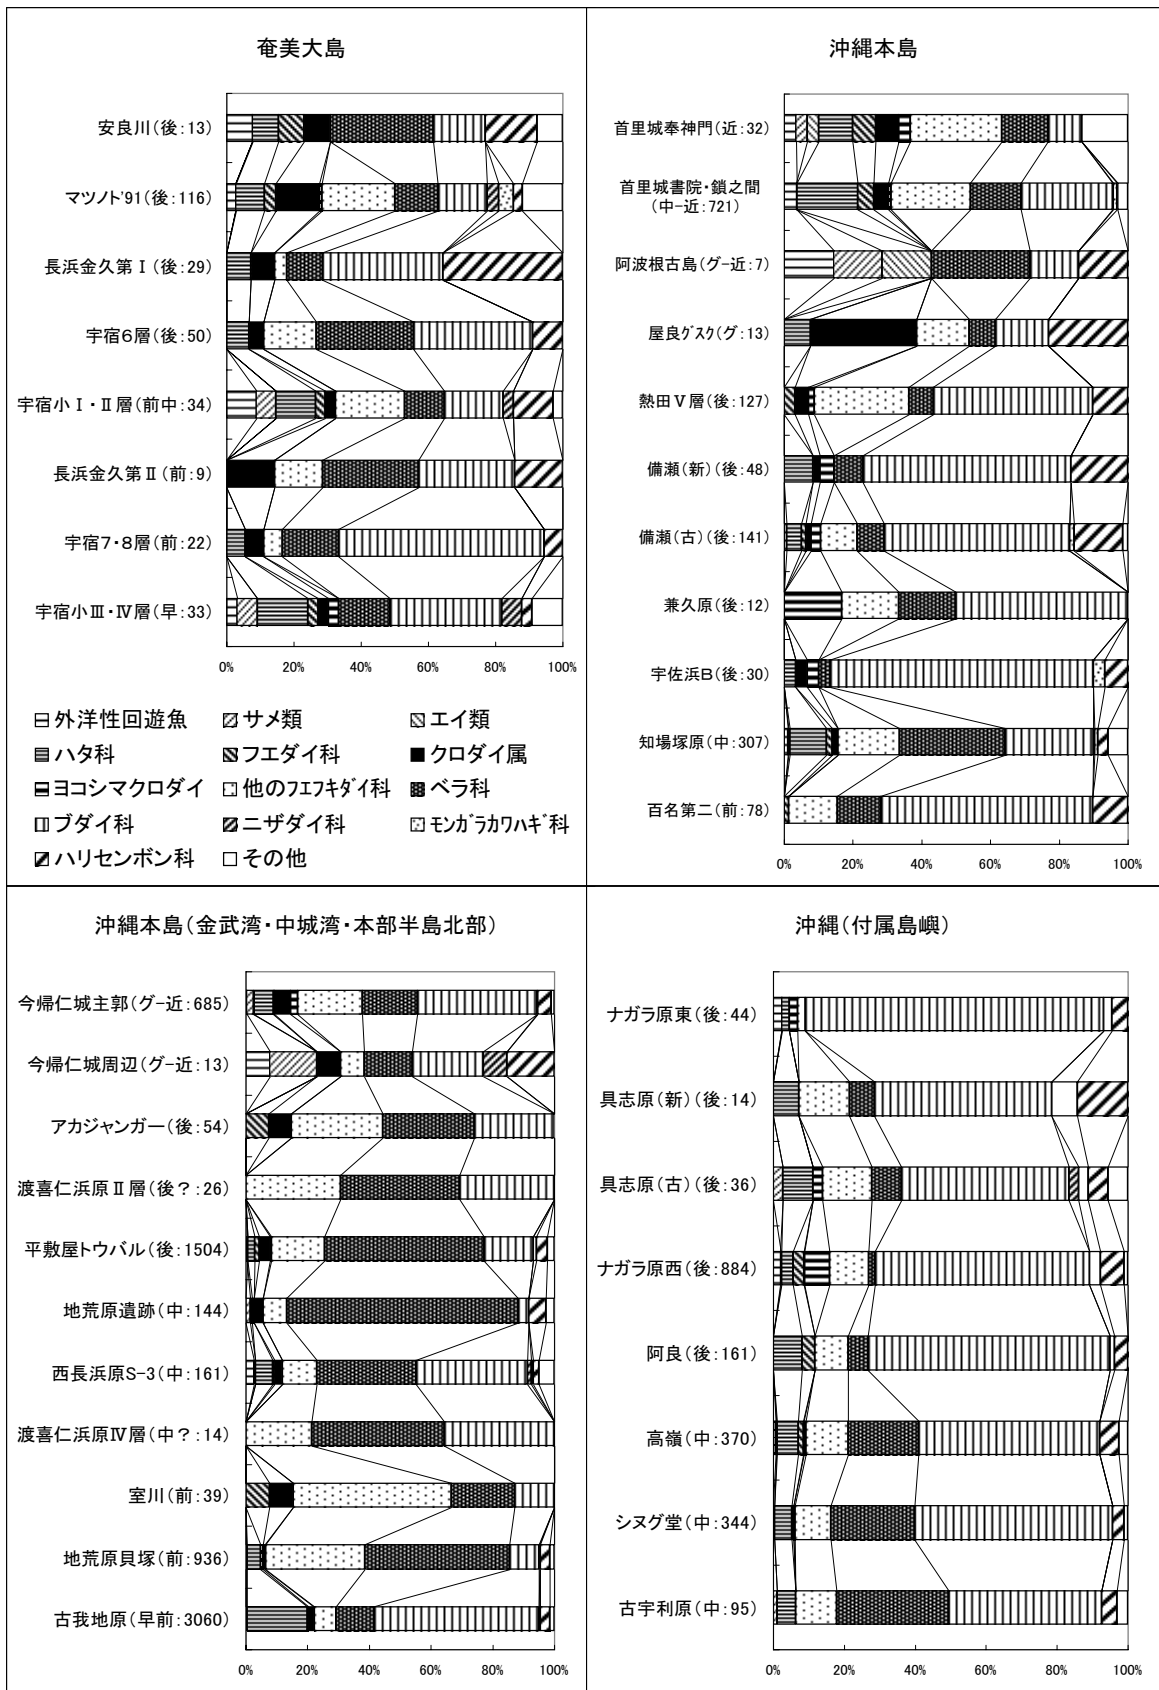 奄美大島
安良川(後:13)
マツノト'91(後:116)
長浜金久第Ⅰ(後:29)
宇宿6層(後:50)
宇宿小Ⅰ・Ⅱ層(前中:34)
長浜金久第Ⅱ(前:9)
宇宿7・8層(前:22)
宇宿小Ⅲ・Ⅳ層(早:33)
0% 20% 40% 60% 80% 100%
外洋性回遊魚 サメ類 エイ類
ハタ科 フエダイ科 クロダイ属
ヨコシマクロダイ 他のフエフキダイ科 ベラ科
ブダイ科 ニザダイ科 モンガラカワハギ科
ハリセンボン科 その他
沖縄本島
首里城奉神門(近:32)
首里城書院・鎖之間
(中-近:721)
阿波根古島(グ-近:7)
屋良グスク(グ:13)
熱田Ⅴ層(後:127)
備瀬(新)(後:48)
備瀬(古)(後:141)
兼久原(後:12)
宇佐浜B(後:30)
知場塚原(中:307)
百名第二(前:78)
0% 20% 40% 60% 80% 100%
沖縄本島(金武湾・中城湾・本部半島北部)
今帰仁城主郭(グ-近:685)
今帰仁城周辺(グ-近:13)
アカジャンガー(後:54)
渡喜仁浜原Ⅱ層(後?:26)
平敷屋トウバル(後:1504)
地荒原遺跡(中:144)
西長浜原S-3(中:161)
渡喜仁浜原Ⅳ層(中?:14)
室川(前:39)
地荒原貝塚(前:936)
古我地原(早前:3060)
0% 20% 40% 60% 80% 100%
沖縄(付属島嶼)
ナガラ原東(後:44)
具志原(新)(後:14)
具志原(古)(後:36)
ナガラ原西(後:884)
阿良(後:161)
高嶺(中:370)
シヌグ堂(中:344)
古宇利原(中:95)
0% 20% 40% 60% 80% 100%